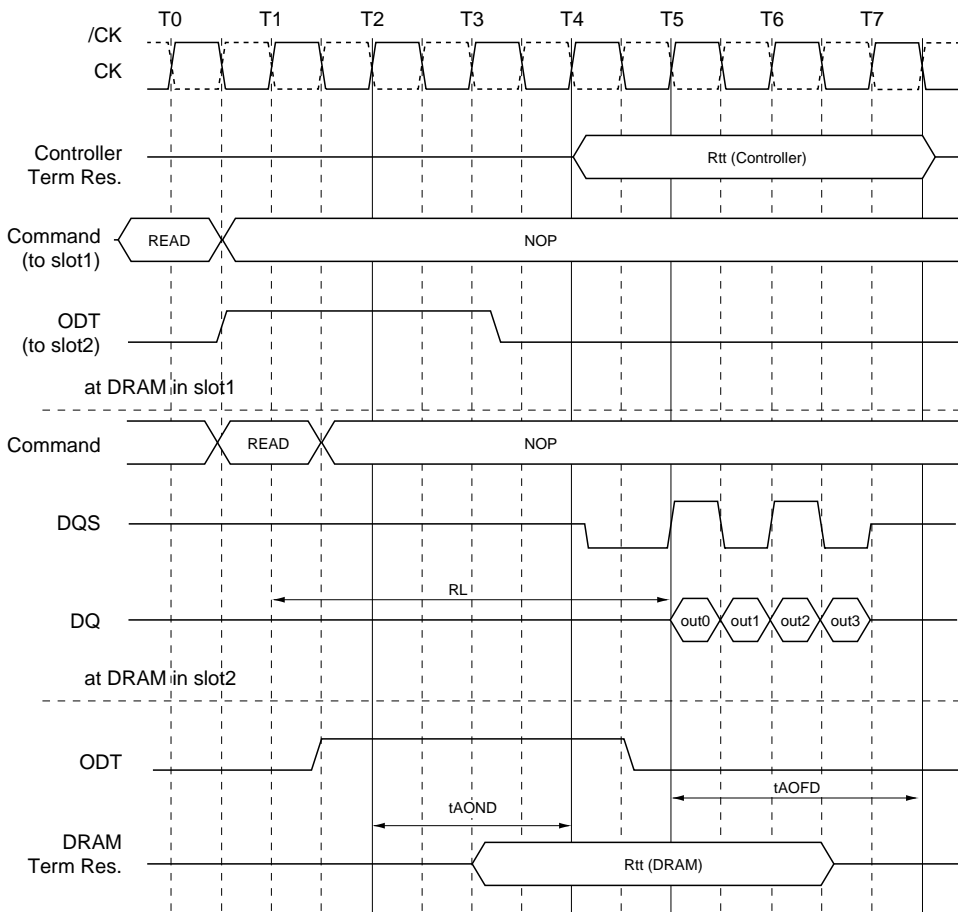 T0 T1 T2 T3 T4 T5 T6 T7
/CK
CK
Controller
Term Res.
Rtt (Controller)
Command
(to slot1)
READ
NOP
ODT
(to slot2)
at DRAM in slot1
Command
READ
NOP
DQS
RL
DQ
out0 out1 out2 out3
at DRAM in slot2
ODT
tAOND
tAOFD
DRAM
Term Res.
Rtt (DRAM)